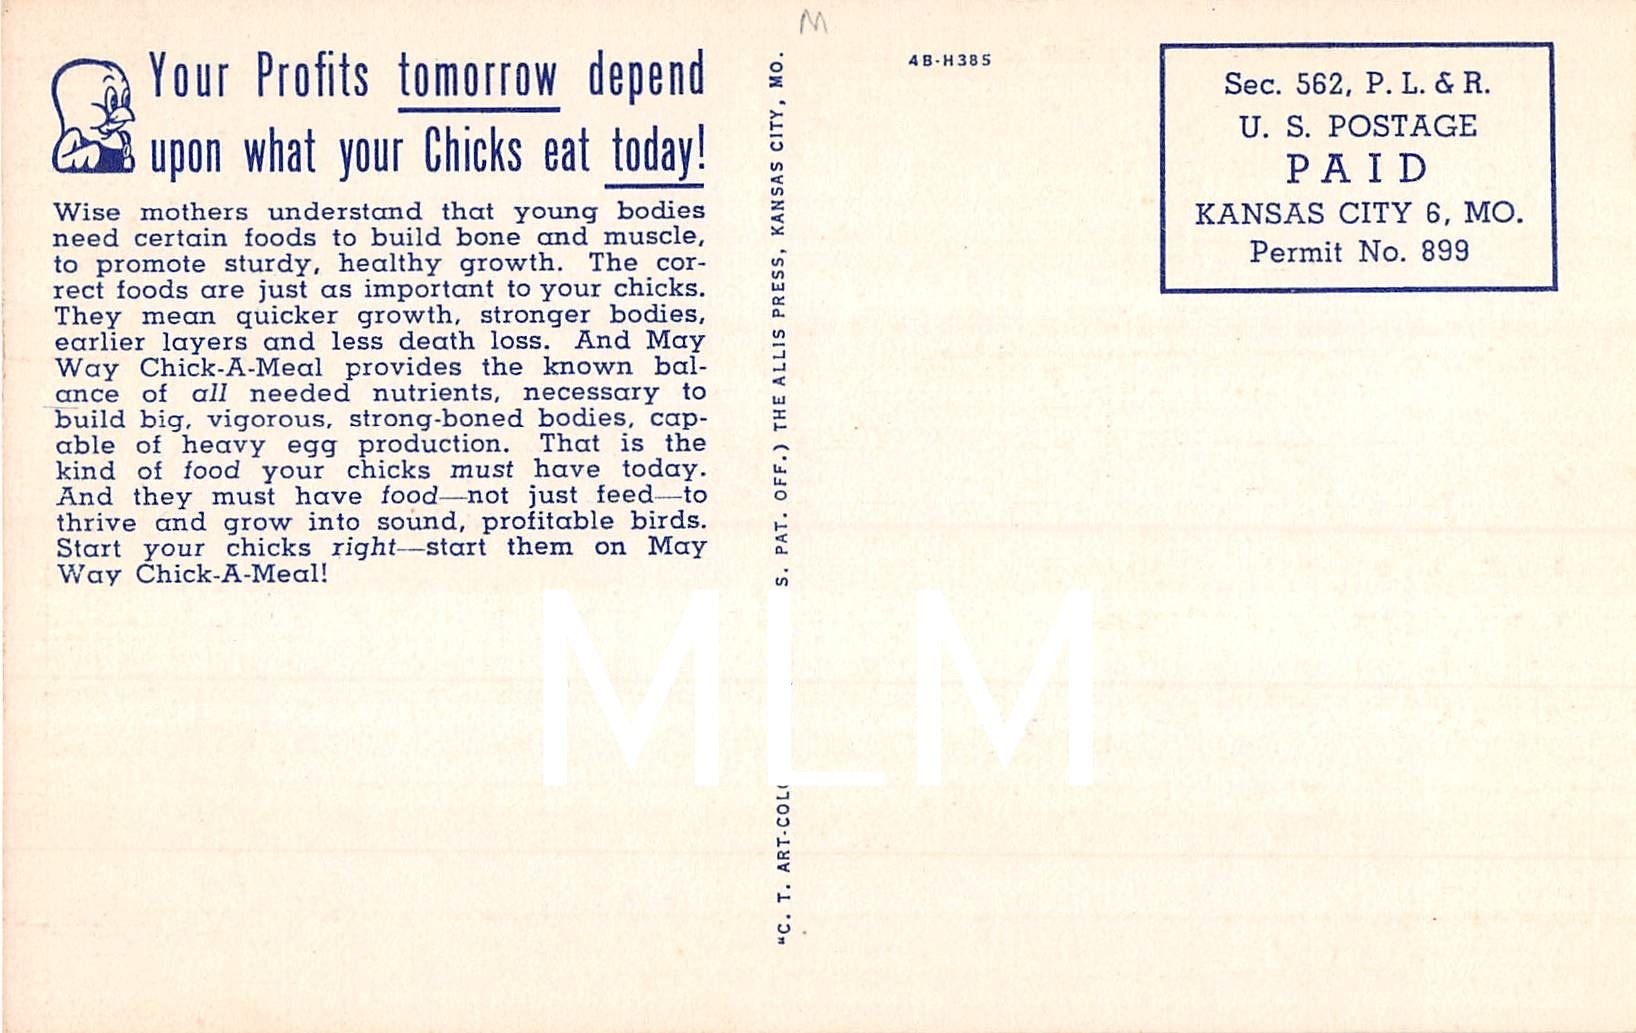 M
Your Profits tomorrow depend
upon what your Chicks eat today!
Wise mothers understand that young bodies
need certain foods to build bone and muscle,
to promote sturdy, healthy growth. The cor-
rect foods are just as important to your chicks.
They mean quicker growth, stronger bodies,
earlier layers and less death loss. And May
Way Chick-A-Meal provides the known bal-
ance of all needed nutrients, necessary to
build big, vigorous, strong-boned bodies, cap-
able of heavy egg production. That is the
kind of food your chicks must have today.
And they must have food—not just feed—to
thrive and grow into sound, profitable birds.
Start your chicks right—start them on May
Way Chick-A-Meal!
"C. T. ART-COLO S. PAT. OFF.) THE ALLIS PRESS, KANSAS CITY, MO.
4B-H385
Sec. 562, P. L. & R.
U. S. POSTAGE
PAID
KANSAS CITY 6, MO.
Permit No. 899
MLM